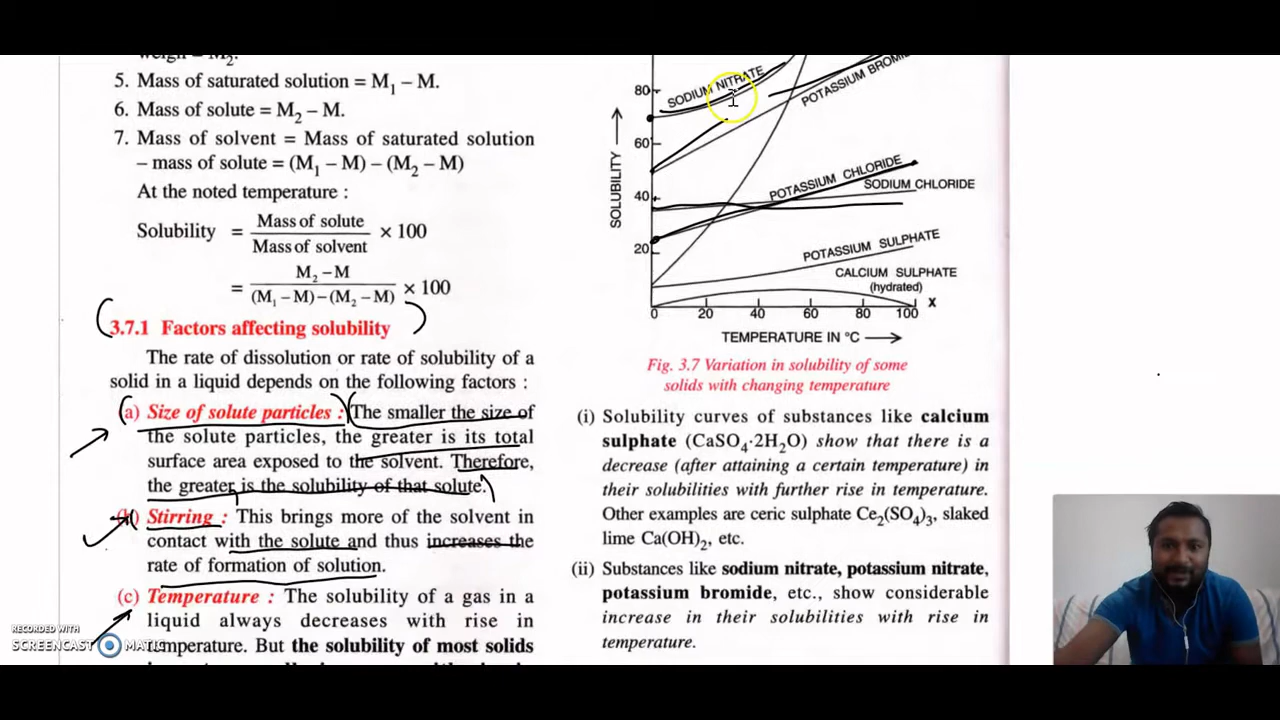 weigh = M₂.
5. Mass of saturated solution = M₁ – M.
6. Mass of solute = M₂ – M.
7. Mass of solvent = Mass of saturated solution
– mass of solute = (M₁ – M) – (M₂ – M)
At the noted temperature :
Solubility = Mass of solute / Mass of solvent × 100
= M₂ – M / (M₁ – M) – (M₂ – M) × 100
3.7.1 Factors affecting solubility
The rate of dissolution or rate of solubility of a
solid in a liquid depends on the following factors :
(a) Size of solute particles : The smaller the size of
the solute particles, the greater is its total
surface area exposed to the solvent. Therefore,
the greater is the solubility of that solute.
(b) Stirring : This brings more of the solvent in
contact with the solute and thus increases the
rate of formation of solution.
(c) Temperature : The solubility of a gas in a
liquid always decreases with rise in
temperature. But the solubility of most solids
RECORDED WITH
SCREENCAST MATIC
80
60
40
20
SOLUBILITY
SODIUM NITRATE
POTASSIUM BROMI
POTASSIUM CHLORIDE
SODIUM CHLORIDE
POTASSIUM SULPHATE
CALCIUM SULPHATE
(hydrated)
X
0 20 40 60 80 100
TEMPERATURE IN °C
Fig. 3.7 Variation in solubility of some
solids with changing temperature
(i) Solubility curves of substances like calcium
sulphate (CaSO₄·2H₂O) show that there is a
decrease (after attaining a certain temperature) in
their solubilities with further rise in temperature.
Other examples are ceric sulphate Ce₂(SO₄)₃, slaked
lime Ca(OH)₂, etc.
(ii) Substances like sodium nitrate, potassium nitrate,
potassium bromide, etc., show considerable
increase in their solubilities with rise in
temperature.